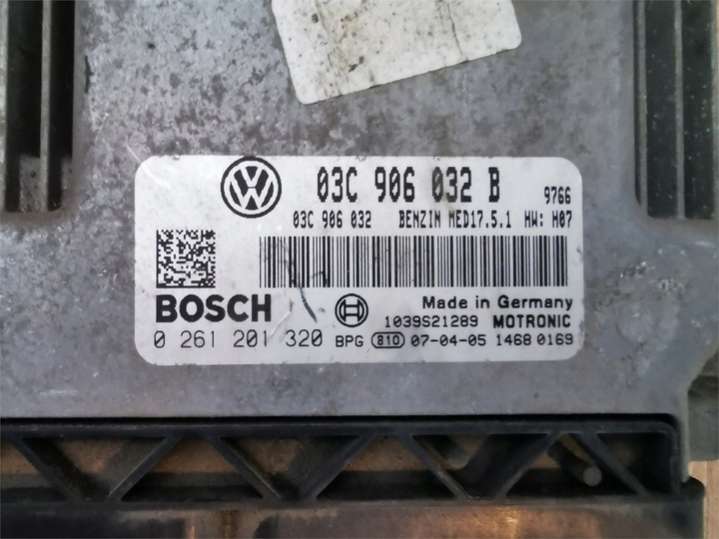 03C 906 032 B 9766
03C 906 032 BENZIN MED17.5.1 HW: H07
BOSCH Made in Germany
1039S21289 MOTRONIC
0 261 201 320 BPG 810 07-04-05 1468 0169